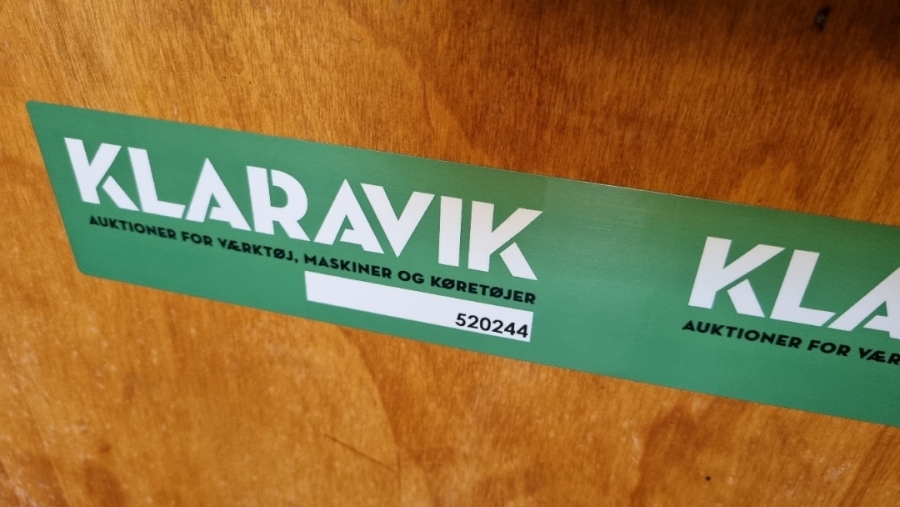 KLARAVIK
AUKTIONER FOR VÆRKTØJ, MASKINER OG KØRETØJER
520244
KLA
AUKTIONER FOR VÆR